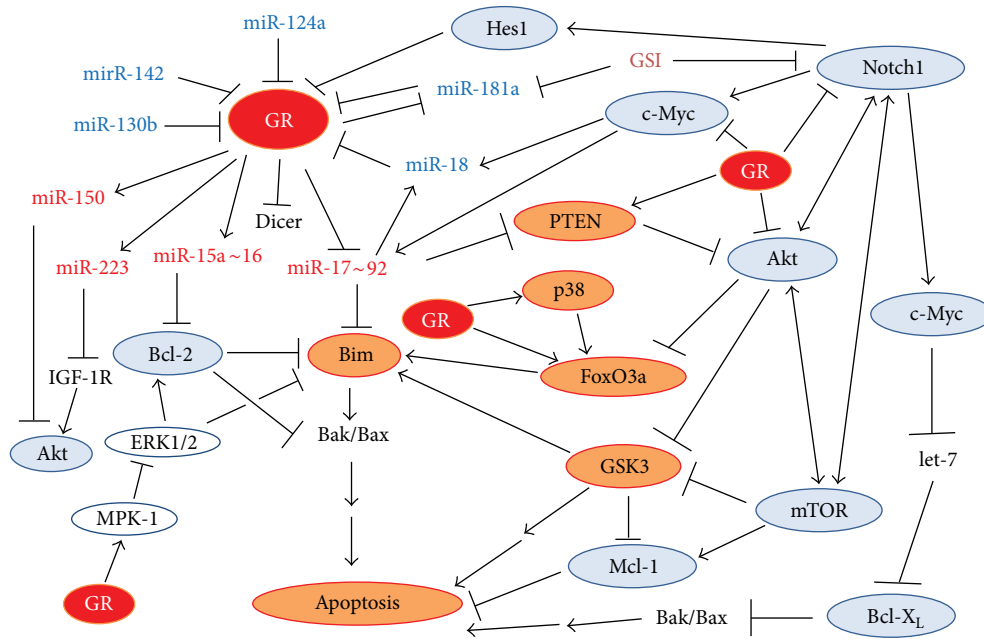 miR-124a
Hes1
mirR-142
GSI
Notch1
miR-181a
GR
c-Myc
miR-130b
miR-18
GR
miR-150
Dicer
PTEN
miR-223
miR-15a~16
miR-17~92
Akt
p38
GR
c-Myc
Bcl-2
Bim
IGF-1R
FoxO3a
Bak/Bax
Akt
ERK1/2
GSK3
let-7
MPK-1
mTOR
Mcl-1
GR
Apoptosis
Bak/Bax
Bcl-XL